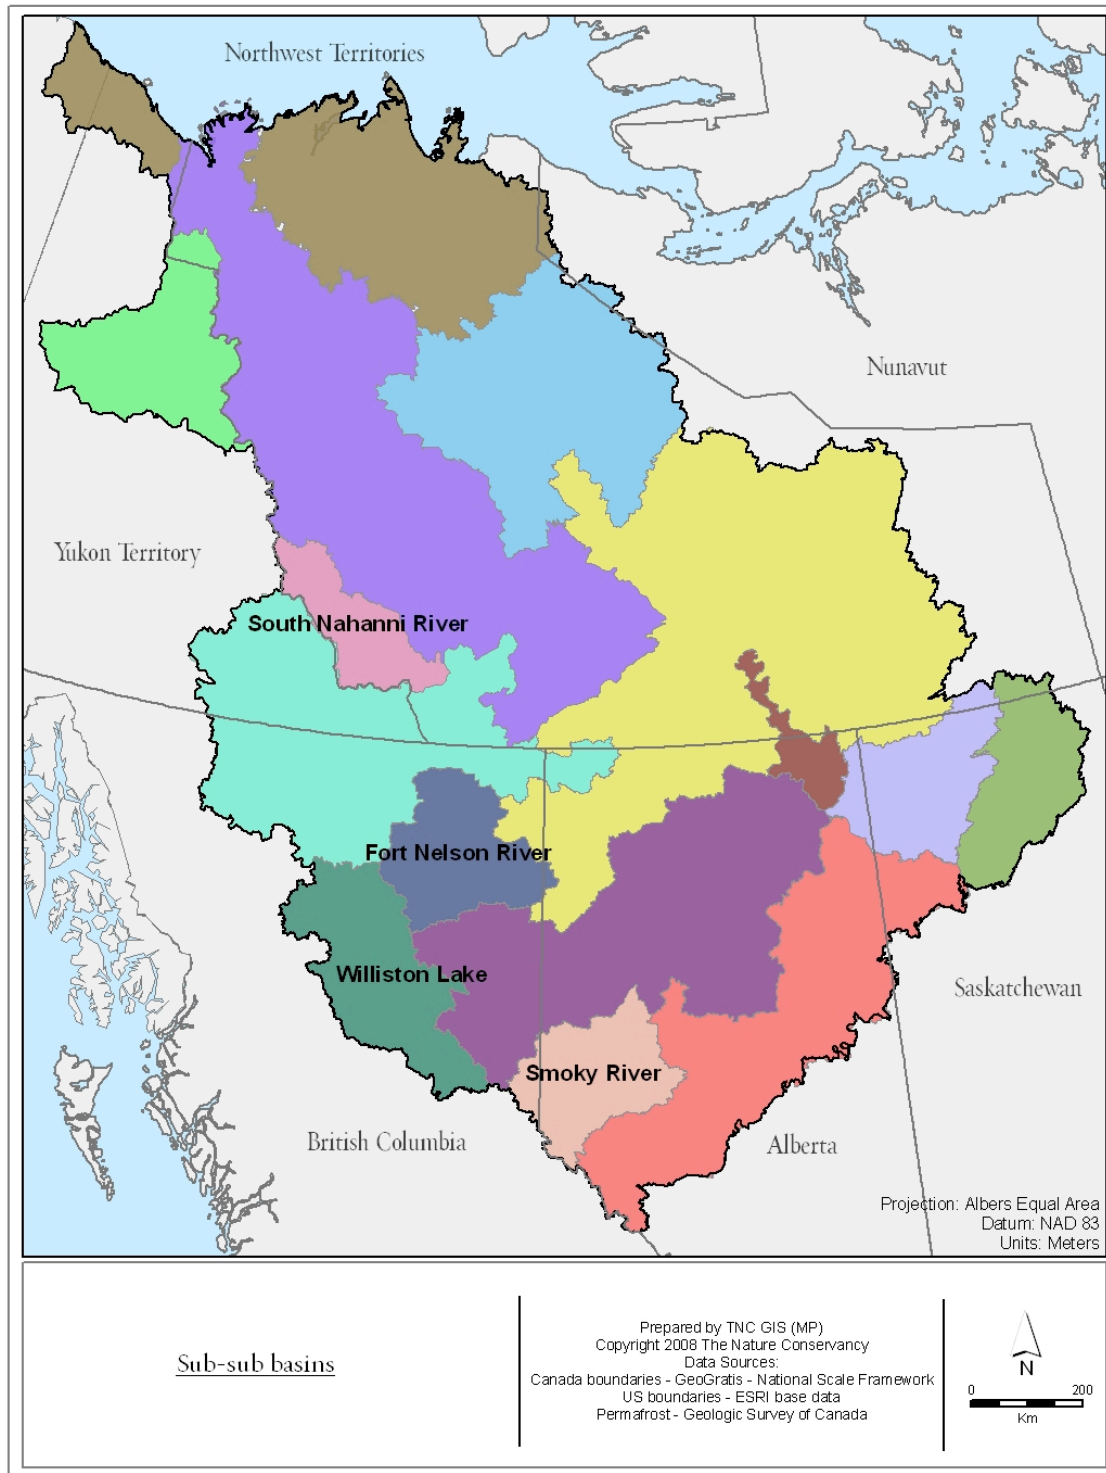 Northwest Territories
Nunavut
Yukon Territory
South Nahanni River
Fort Nelson River
Williston Lake
Saskatchewan
Smoky River
British Columbia
Alberta
Projection: Albers Equal Area
Datum: NAD 83
Units: Meters
Sub-sub basins
Prepared by TNC GIS (MP)
Copyright 2008 The Nature Conservancy
Data Sources:
Canada boundaries - GeoGratis - National Scale Framework
US boundaries - ESRI base data
Permafrost - Geologic Survey of Canada
N
0 200
Km